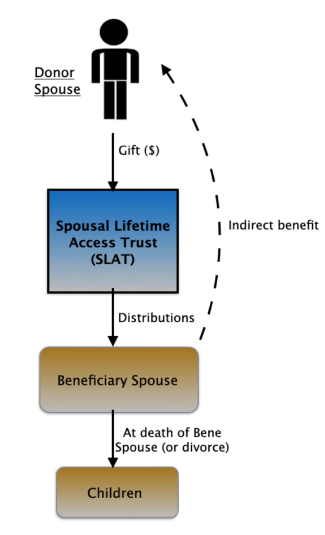 Donor
Spouse
Gift ($)
Spousal Lifetime
Access Trust
(SLAT)
Indirect benefit
Distributions
Beneficiary Spouse
At death of Bene
Spouse (or divorce)
Children